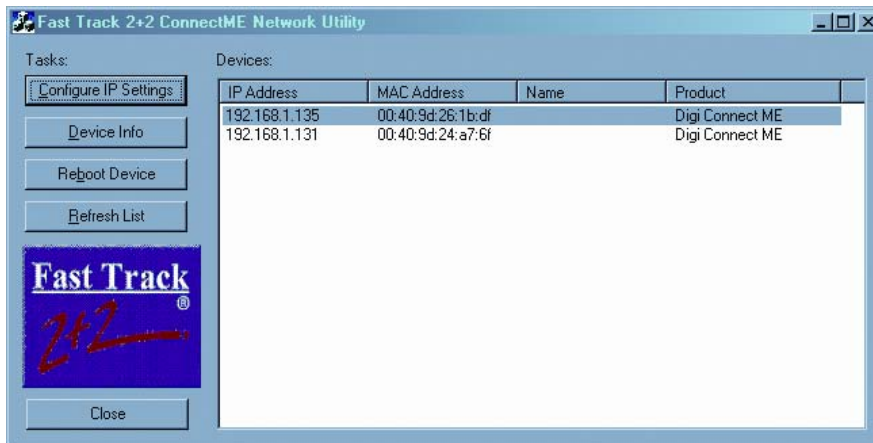 Fast Track 2+2 ConnectME Network Utility
Tasks:
Devices:
Configure IP Settings
Device Info
Reboot Device
Refresh List
Fast Track
®
2+2
Close
IP Address MAC Address Name Product
192.168.1.135 00:40:9d:26:1b:df Digi Connect ME
192.168.1.131 00:40:9d:24:a7:6f Digi Connect ME